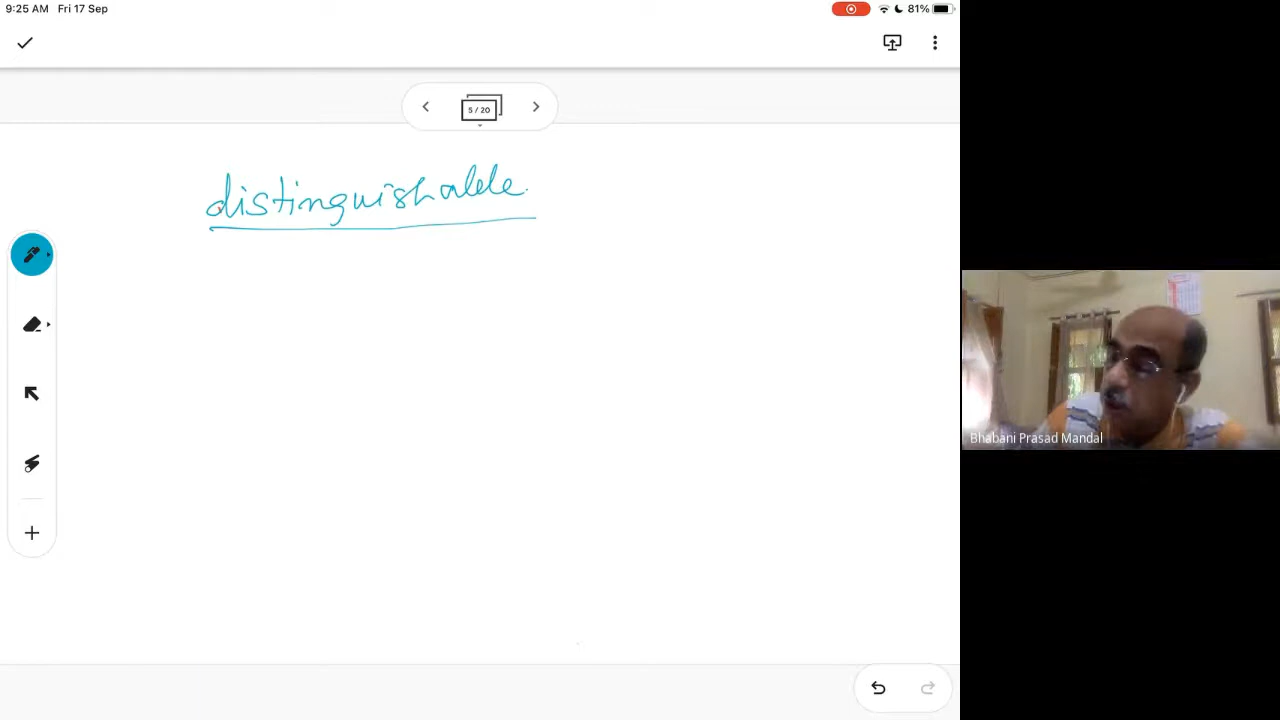 9:25 AM Fri 17 Sep
81%
5 / 20
distinguishable.
Bhabani Prasad Mandal